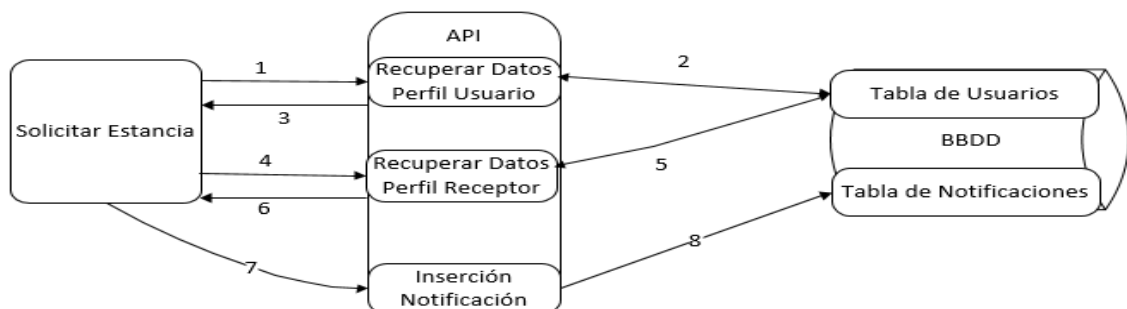 API
1
Recuperar Datos
Perfil Usuario
2
Tabla de Usuarios
3
Solicitar Estancia
BBDD
4
Recuperar Datos
Perfil Receptor
5
6
Tabla de Notificaciones
7
8
Inserción
Notificación